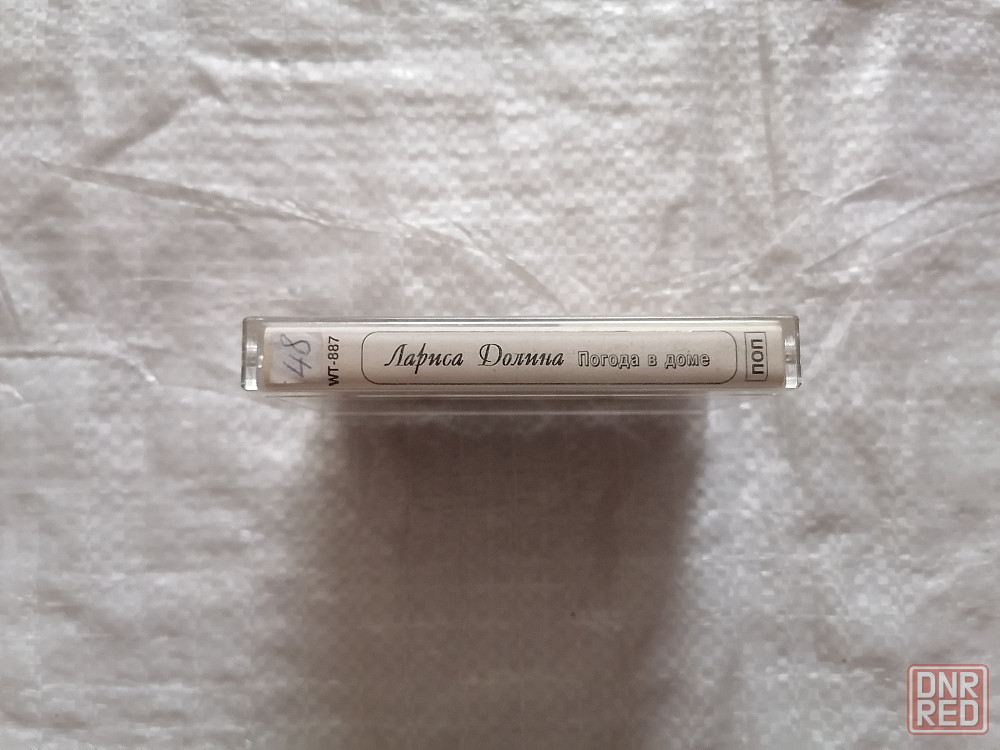 48
WT-887
Лариса Долина Погода в доме
ПОП
DNR
RED